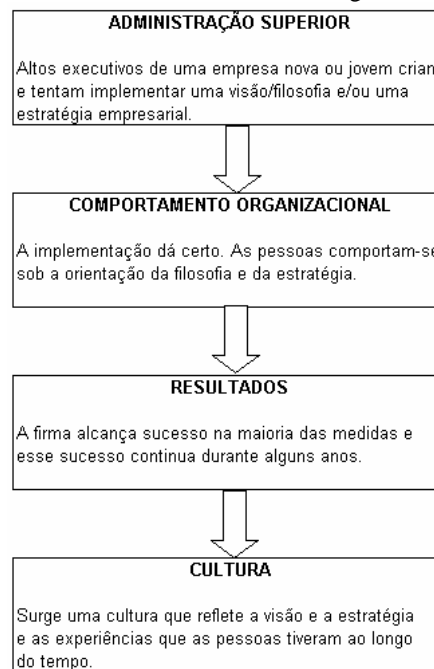 ADMINISTRAÇÃO SUPERIOR
Altos executivos de uma empresa nova ou jovem crian
e tentam implementar uma visão/filosofia e/ou uma
estratégia empresarial.
COMPORTAMENTO ORGANIZACIONAL
A implementação dá certo. As pessoas comportam-se
sob a orientação da filosofia e da estratégia.
RESULTADOS
A firma alcança sucesso na maioria das medidas e
esse sucesso continua durante alguns anos.
CULTURA
Surge uma cultura que reflete a visão e a estratégia
e as experiências que as pessoas tiveram ao longo
do tempo.